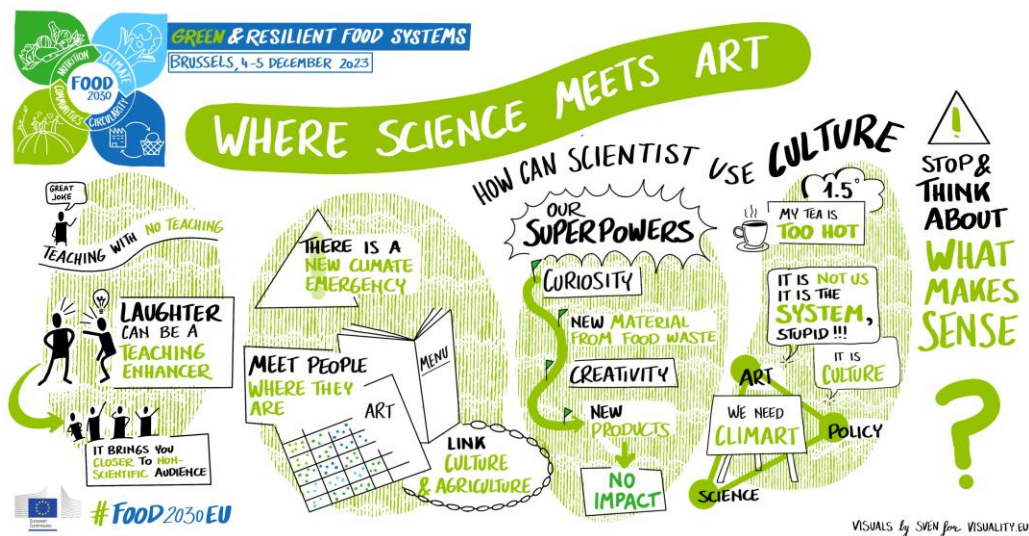 GREEN & RESILIENT FOOD SYSTEMS
BRUSSELS, 4-5 DECEMBER 2023
NUTRITION
CLIMATE
CIRCULARITY
COMMUNITIES
FOOD
2030
WHERE SCIENCE MEETS ART
GREAT
JOKE
TEACHING WITH NO TEACHING
LAUGHTER
CAN BE A
TEACHING
ENHANCER
IT BRINGS YOU
CLOSER TO NON-
SCIENTIFIC AUDIENCE
THERE IS A
NEW CLIMATE
EMERGENCY
MEET PEOPLE
WHERE THEY
ARE
MENU
ART
LINK
CULTURE
& AGRICULTURE
HOW CAN SCIENTIST USE CULTURE
OUR
SUPERPOWERS
CURIOSITY
NEW MATERIAL
FROM FOOD WASTE
CREATIVITY
NEW
PRODUCTS
NO
IMPACT
1.5°
MY TEA IS
TOO HOT
IT IS NOT US
IT IS THE
SYSTEM,
STUPID!!!
IT IS
CULTURE
ART
WE NEED
CLIMART
POLICY
SCIENCE
!
STOP &
THINK
ABOUT
WHAT
MAKES
SENSE
?
European
Commission
#FOOD2030EU
VISUALS by SVEN for VISUALITY.EU